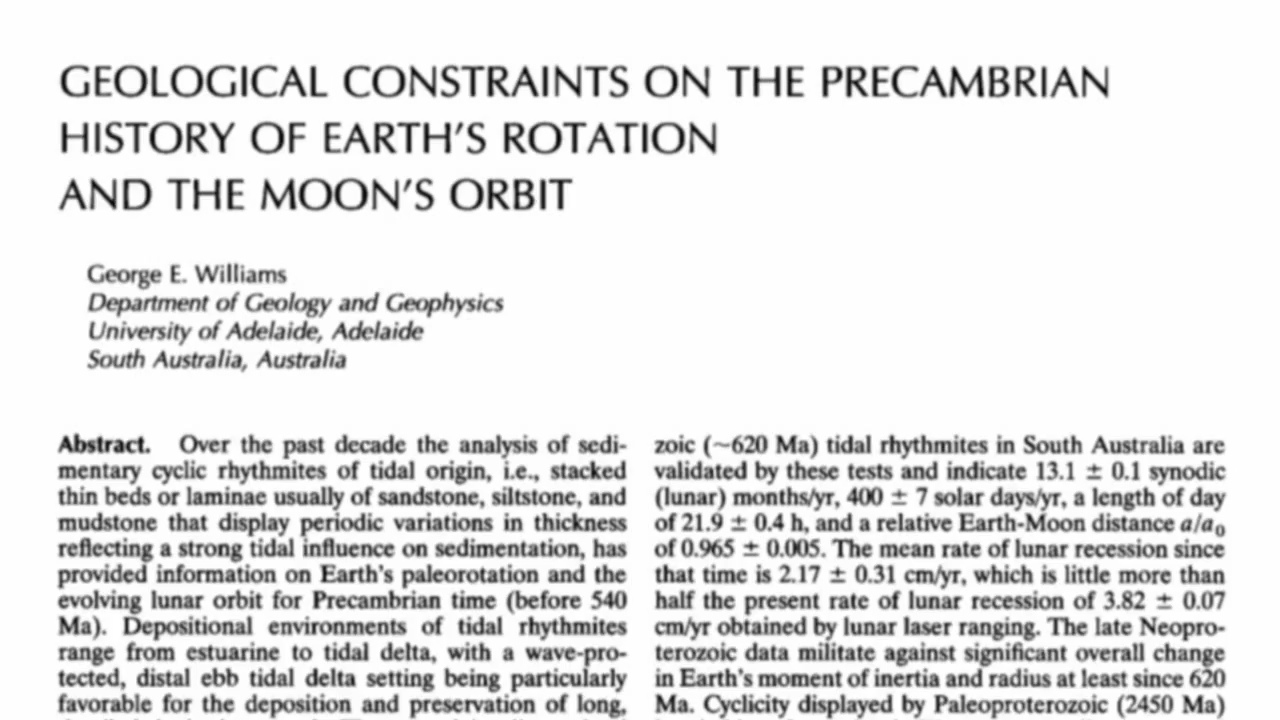 GEOLOGICAL CONSTRAINTS ON THE PRECAMBRIAN
HISTORY OF EARTH'S ROTATION
AND THE MOON'S ORBIT
George E. Williams
Department of Geology and Geophysics
University of Adelaide, Adelaide
South Australia, Australia
Abstract. Over the past decade the analysis of sedi-
mentary cyclic rhythmites of tidal origin, i.e., stacked
thin beds or laminae usually of sandstone, siltstone, and
mudstone that display periodic variations in thickness
reflecting a strong tidal influence on sedimentation, has
provided information on Earth's paleorotation and the
evolving lunar orbit for Precambrian time (before 540
Ma). Depositional environments of tidal rhythmites
range from estuarine to tidal delta, with a wave-pro-
tected, distal ebb tidal delta setting being particularly
favorable for the deposition and preservation of long,
zoic (~620 Ma) tidal rhythmites in South Australia are
validated by these tests and indicate 13.1 ± 0.1 synodic
(lunar) months/yr, 400 ± 7 solar days/yr, a length of day
of 21.9 ± 0.4 h, and a relative Earth-Moon distance a/a₀
of 0.965 ± 0.005. The mean rate of lunar recession since
that time is 2.17 ± 0.31 cm/yr, which is little more than
half the present rate of lunar recession of 3.82 ± 0.07
cm/yr obtained by lunar laser ranging. The late Neopro-
terozoic data militate against significant overall change
in Earth's moment of inertia and radius at least since 620
Ma. Cyclicity displayed by Paleoproterozoic (2450 Ma)